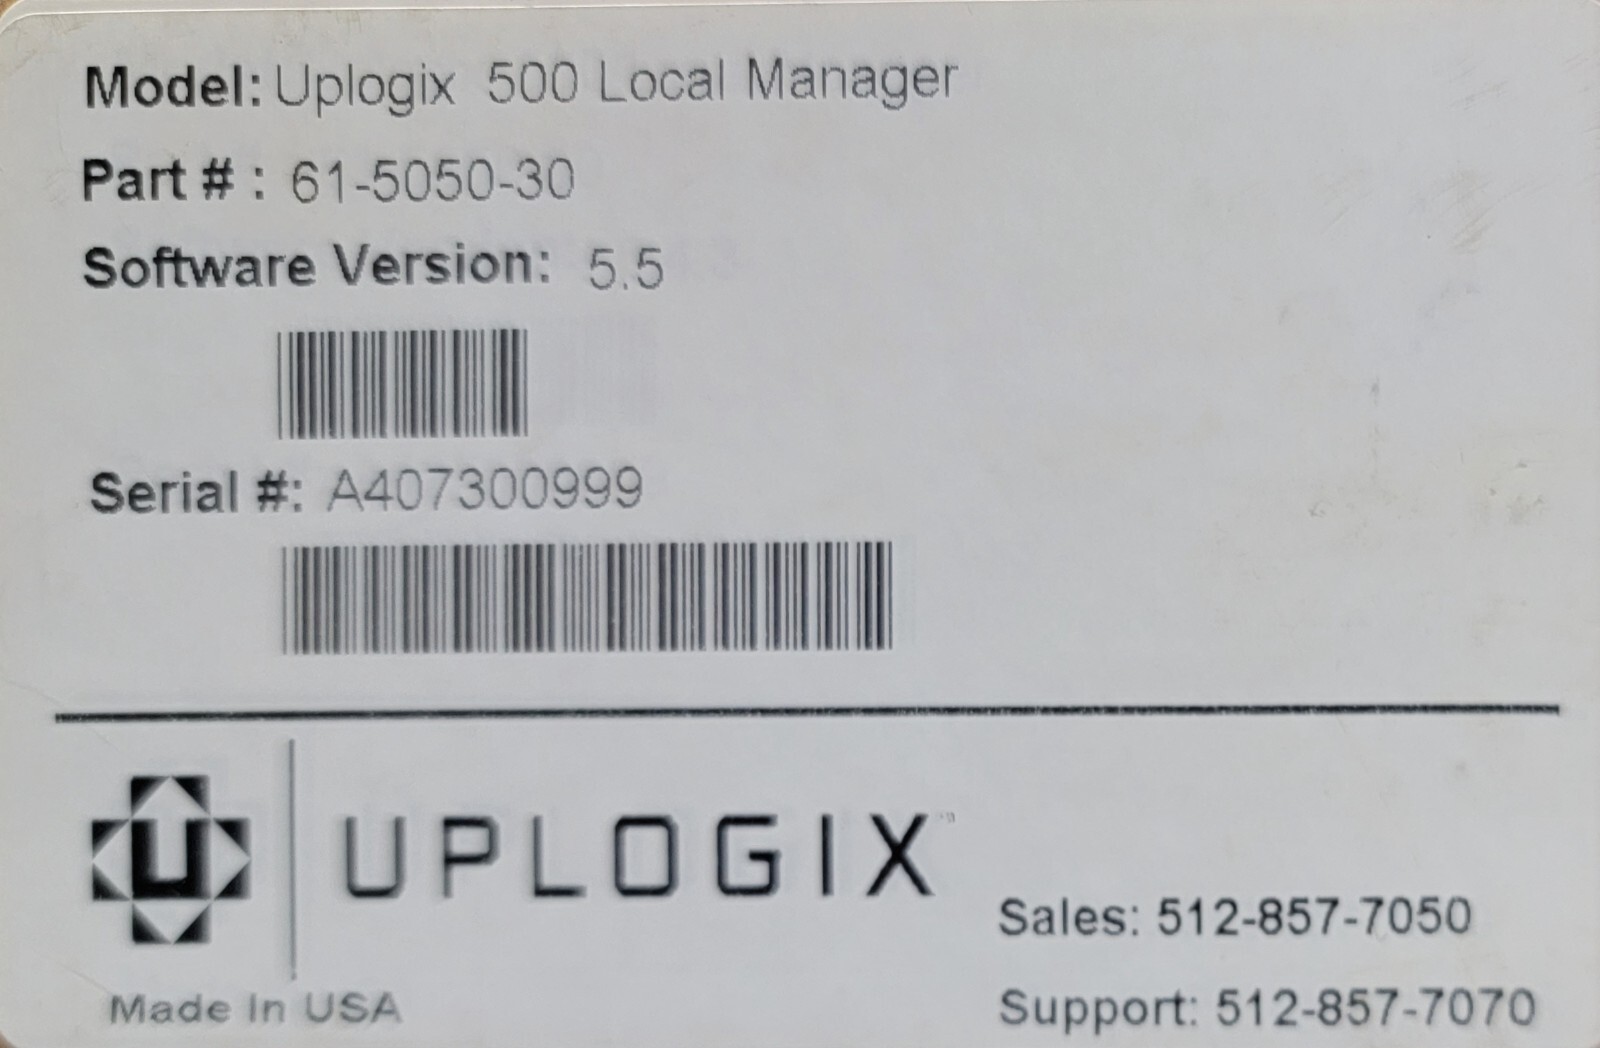 Model: Uplogix 500 Local Manager
Part # : 61-5050-30
Software Version: 5.5
Serial #: A407300999
U
UPLOGIX™
Made In USA
Sales: 512-857-7050
Support: 512-857-7070